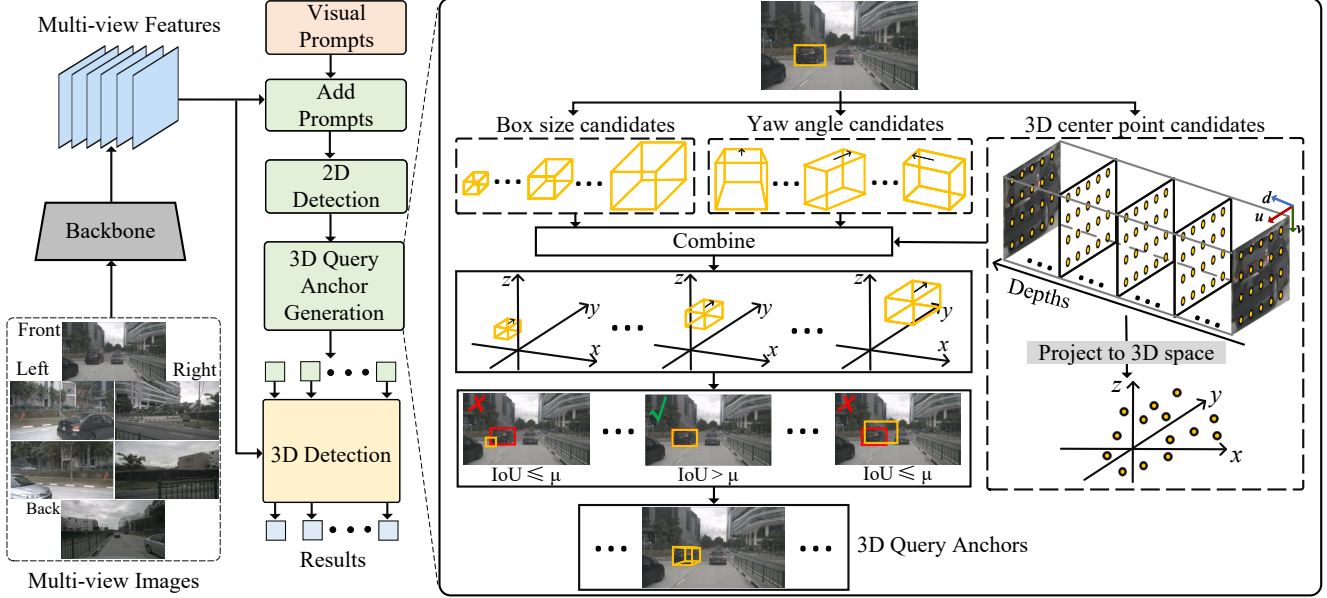 Multi-view Features
Backbone
Front
Left
Right
Back
Multi-view Images
Visual
Prompts
Add
Prompts
2D
Detection
3D Query
Anchor
Generation
3D Detection
Results
Box size candidates
Yaw angle candidates
3D center point candidates
d
u
v
Depths
Project to 3D space
z
y
x
Combine
z
y
x
z
y
x
z
y
x
IoU ≤ μ
IoU > μ
IoU ≤ μ
3D Query Anchors